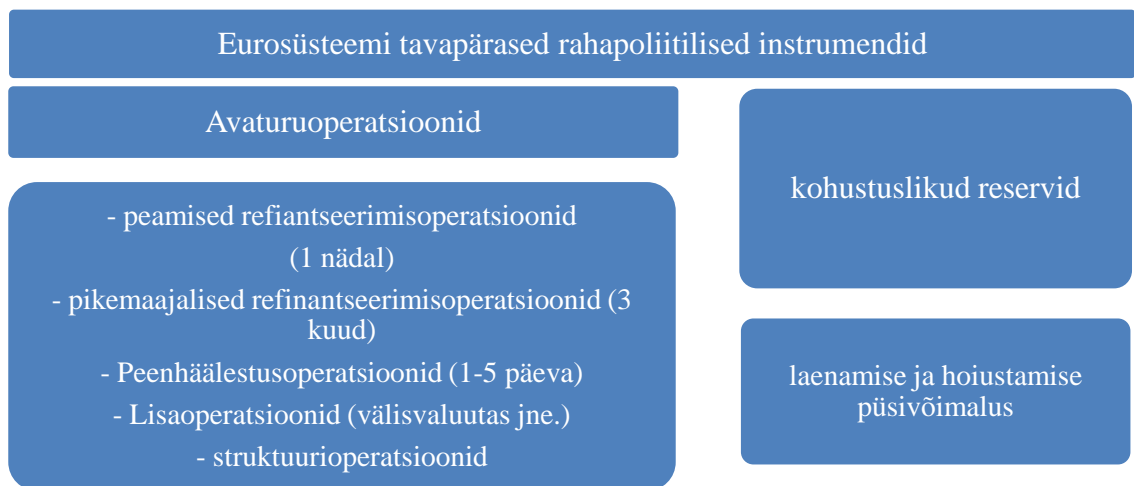 Eurosüsteemi tavapärased rahapoliitilised instrumendid
Avaturuoperatsioonid
- peamised refiantseerimisoperatsioonid
(1 nädal)
- pikemaajalised refinantseerimisoperatsioonid (3
kuud)
- Peenhäälestusoperatsioonid (1-5 päeva)
- Lisaoperatsioonid (välisvaluutas jne.)
- struktuurioperatsioonid
kohustuslikud reservid
laenamise ja hoiustamise
püsivõimalus